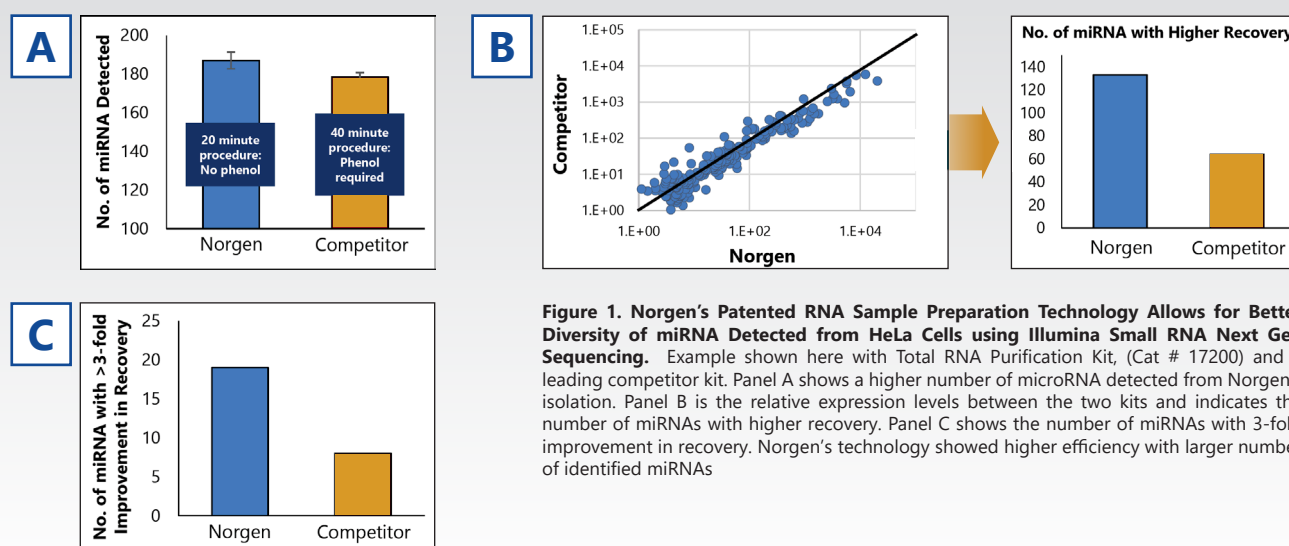 A
No. of miRNA Detected
200
180
160
140
120
100
20 minute
procedure:
No phenol
40 minute
procedure:
Phenol
required
Norgen
Competitor
B
Competitor
1.E+05
1.E+04
1.E+03
1.E+02
1.E+01
1.E+00
1.E+00
1.E+02
1.E+04
Norgen
No. of miRNA with Higher Recovery
140
120
100
80
60
40
20
0
Norgen
Competitor
C
No. of miRNA with >3-fold
Improvement in Recovery
25
20
15
10
5
0
Norgen
Competitor
Figure 1. Norgen's Patented RNA Sample Preparation Technology Allows for Bette
Diversity of miRNA Detected from HeLa Cells using Illumina Small RNA Next Ge
Sequencing. Example shown here with Total RNA Purification Kit, (Cat # 17200) and
leading competitor kit. Panel A shows a higher number of microRNA detected from Norgen
isolation. Panel B is the relative expression levels between the two kits and indicates th
number of miRNAs with higher recovery. Panel C shows the number of miRNAs with 3-fol
improvement in recovery. Norgen's technology showed higher efficiency with larger numbe
of identified miRNAs